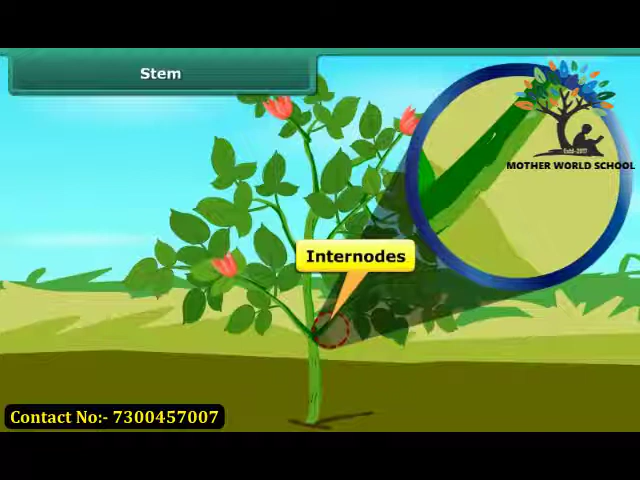 Stem
Estd-2017
MOTHER WORLD SCHOOL
Internodes
Contact No:- 7300457007